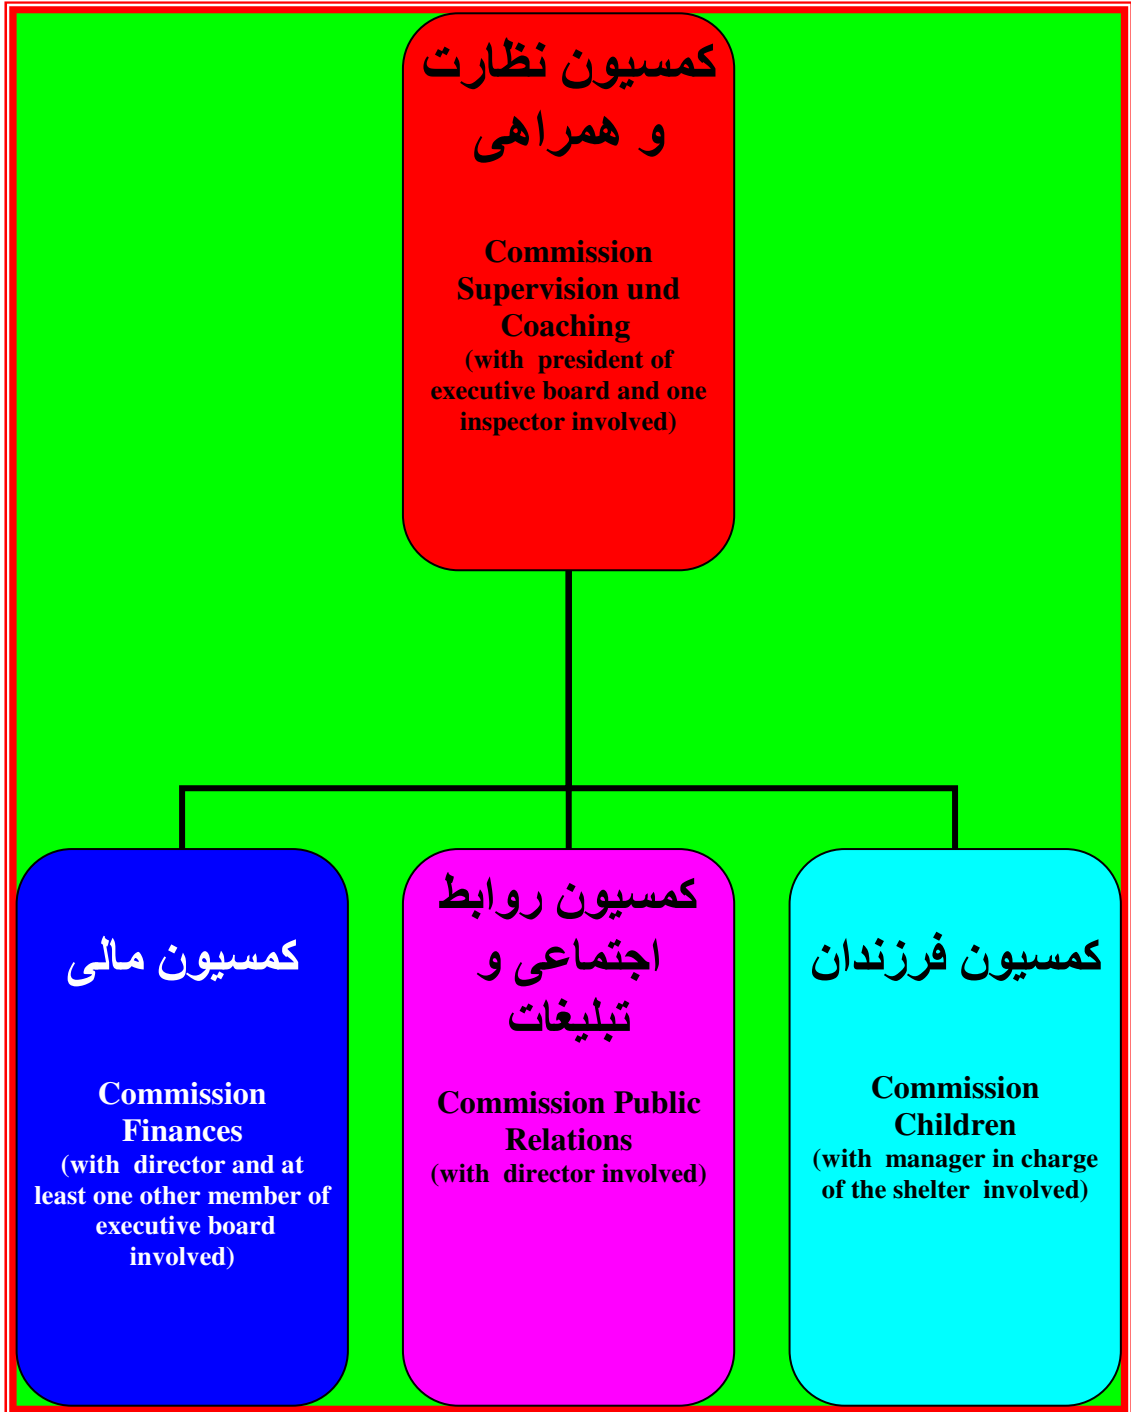 کمسیون نظارت
و همراهی
Commission
Supervision und
Coaching
(with president of
executive board and one
inspector involved)
کمسیون مالی
Commission
Finances
(with director and at
least one other member of
executive board
involved)
کمسیون روابط
اجتماعی و
تبلیغات
Commission Public
Relations
(with director involved)
کمسیون فرزندان
Commission
Children
(with manager in charge
of the shelter involved)